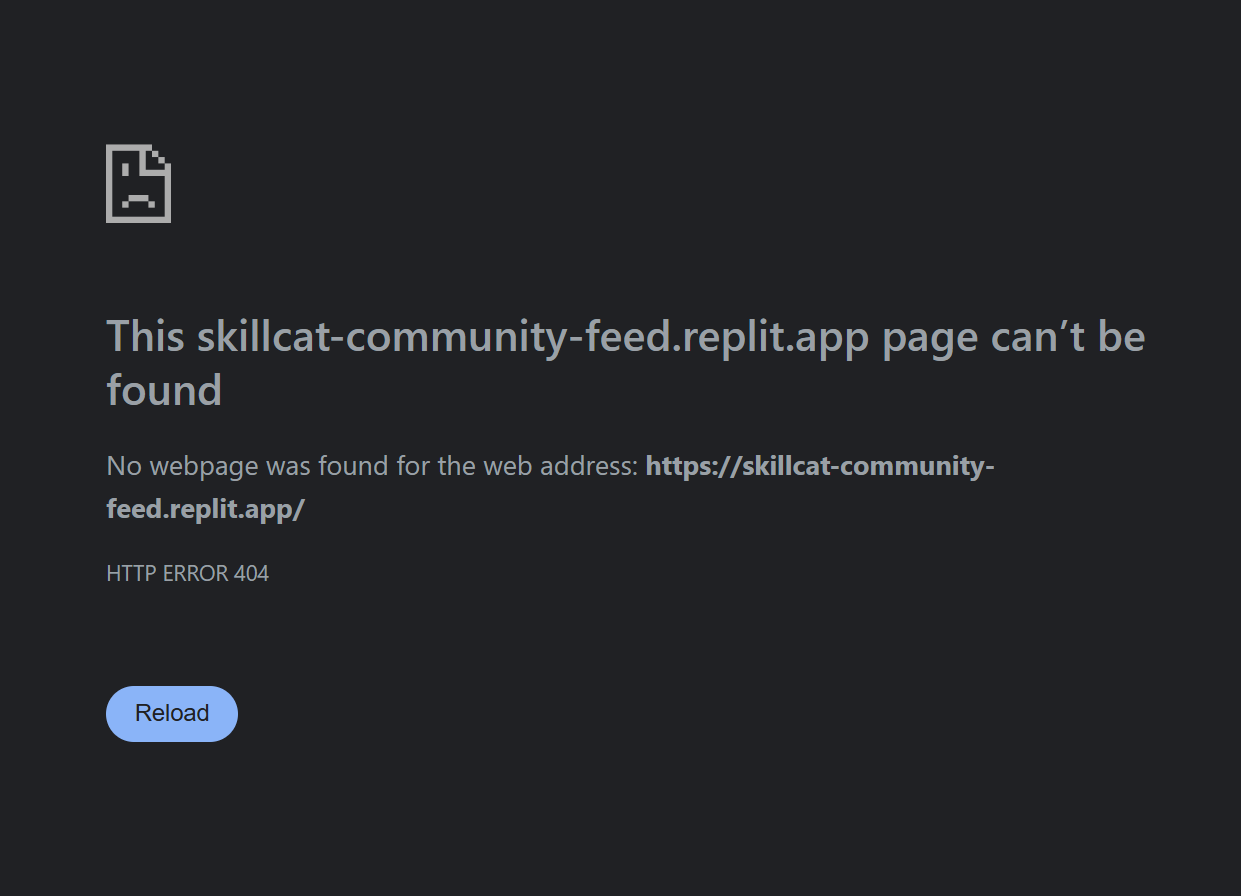 This skillcat-community-feed.replit.app page can’t be
found
No webpage was found for the web address: https://skillcat-community-
feed.replit.app/
HTTP ERROR 404
Reload